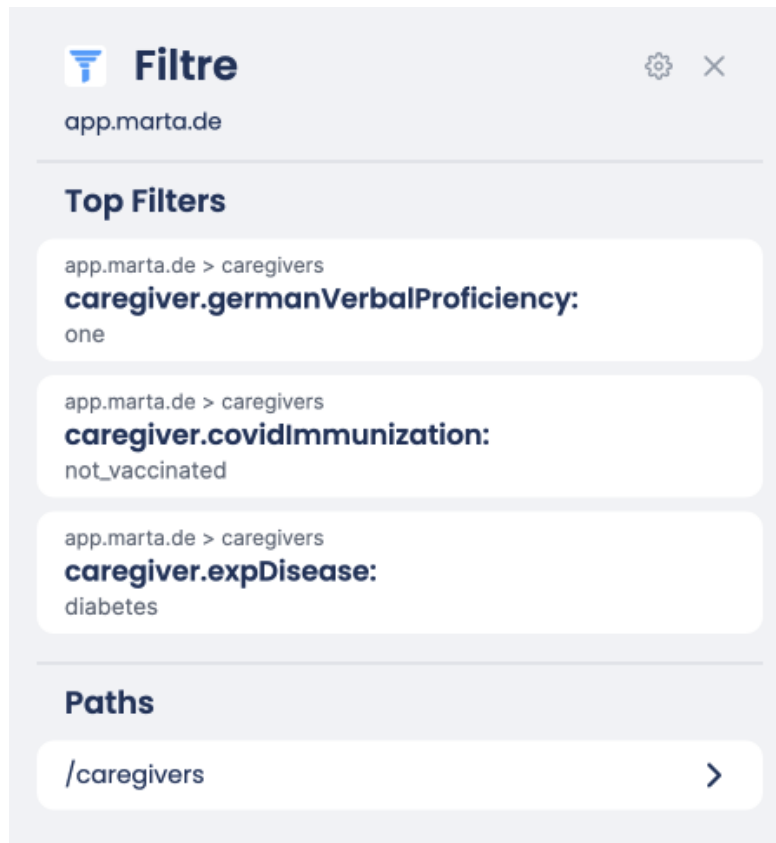 Filtre
app.marta.de
Top Filters
app.marta.de > caregivers
caregiver.germanVerbalProficiency:
one
app.marta.de > caregivers
caregiver.covidImmunization:
not_vaccinated
app.marta.de > caregivers
caregiver.expDisease:
diabetes
Paths
/caregivers